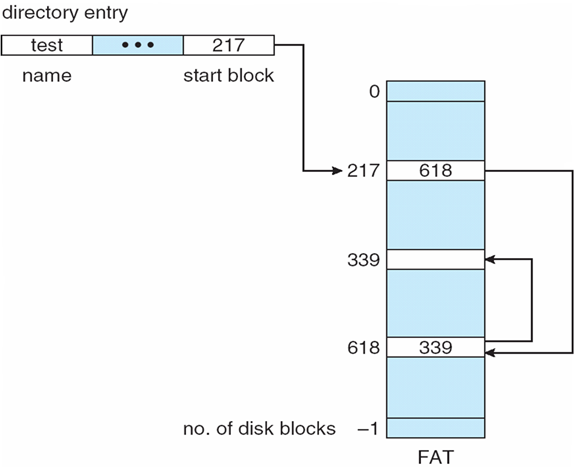 directory entry
test ••• 217
name start block
0
217 618
339
618 339
no. of disk blocks –1
FAT